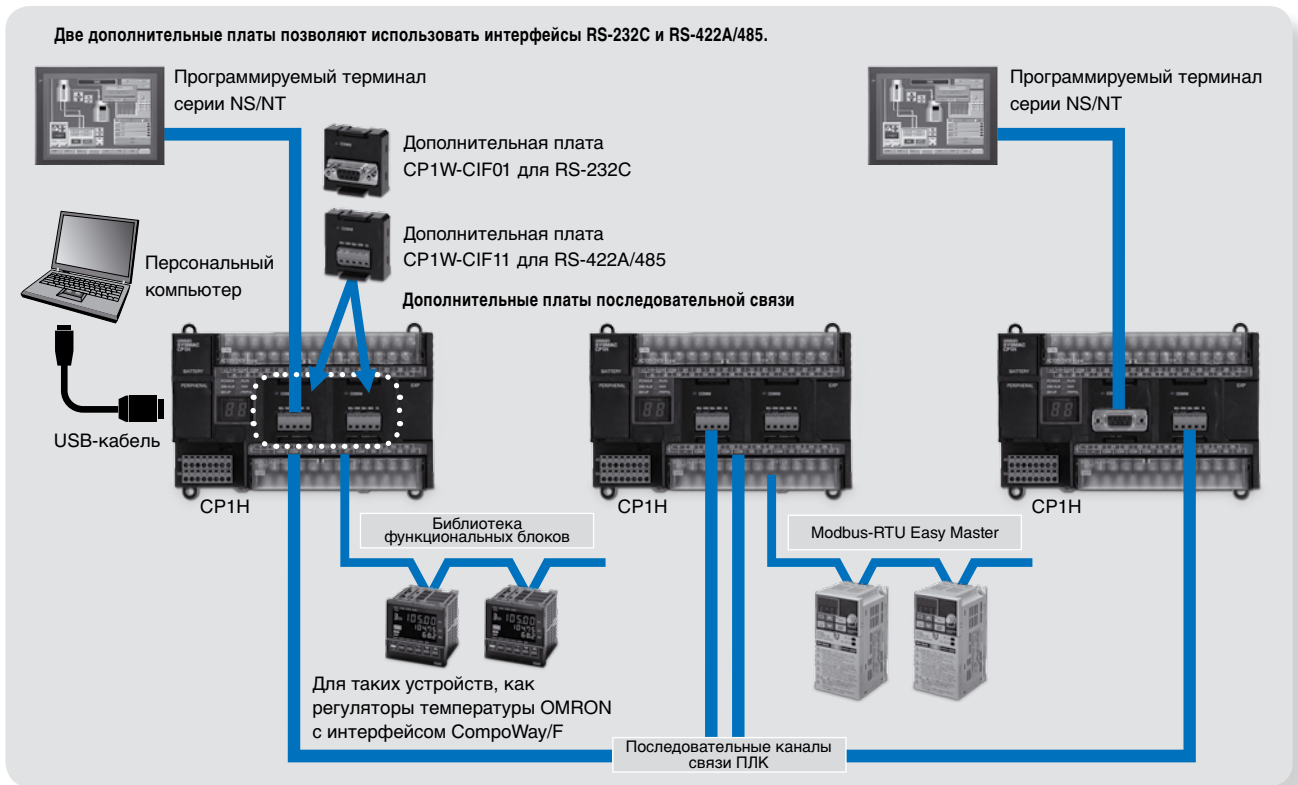 Две дополнительные платы позволяют использовать интерфейсы RS-232C и RS-422A/485.
Программируемый терминал
серии NS/NT
Программируемый терминал
серии NS/NT
Дополнительная плата
CP1W-CIF01 для RS-232C
Дополнительная плата
CP1W-CIF11 для RS-422A/485
Персональный
компьютер
Дополнительные платы последовательной связи
USB-кабель
CP1H
CP1H
CP1H
Библиотека
функциональных блоков
Modbus-RTU Easy Master
Для таких устройств, как
регуляторы температуры OMRON
с интерфейсом CompoWay/F
Последовательные каналы
связи ПЛК